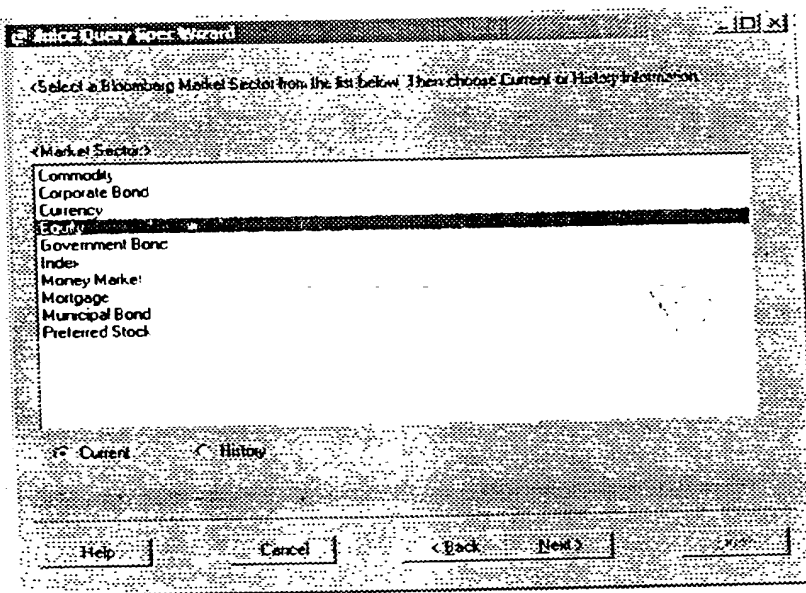 Juice Query Spec Wizard
<Select a Bloomberg Market Sector from the list below. Then choose Current or History Information.
<Market Sector>
Commodity
Corporate Bond
Currency
Equity
Government Bond
Index
Money Market
Mortgage
Municipal Bond
Preferred Stock
Current
History
Help
Cancel
< Back
Next >